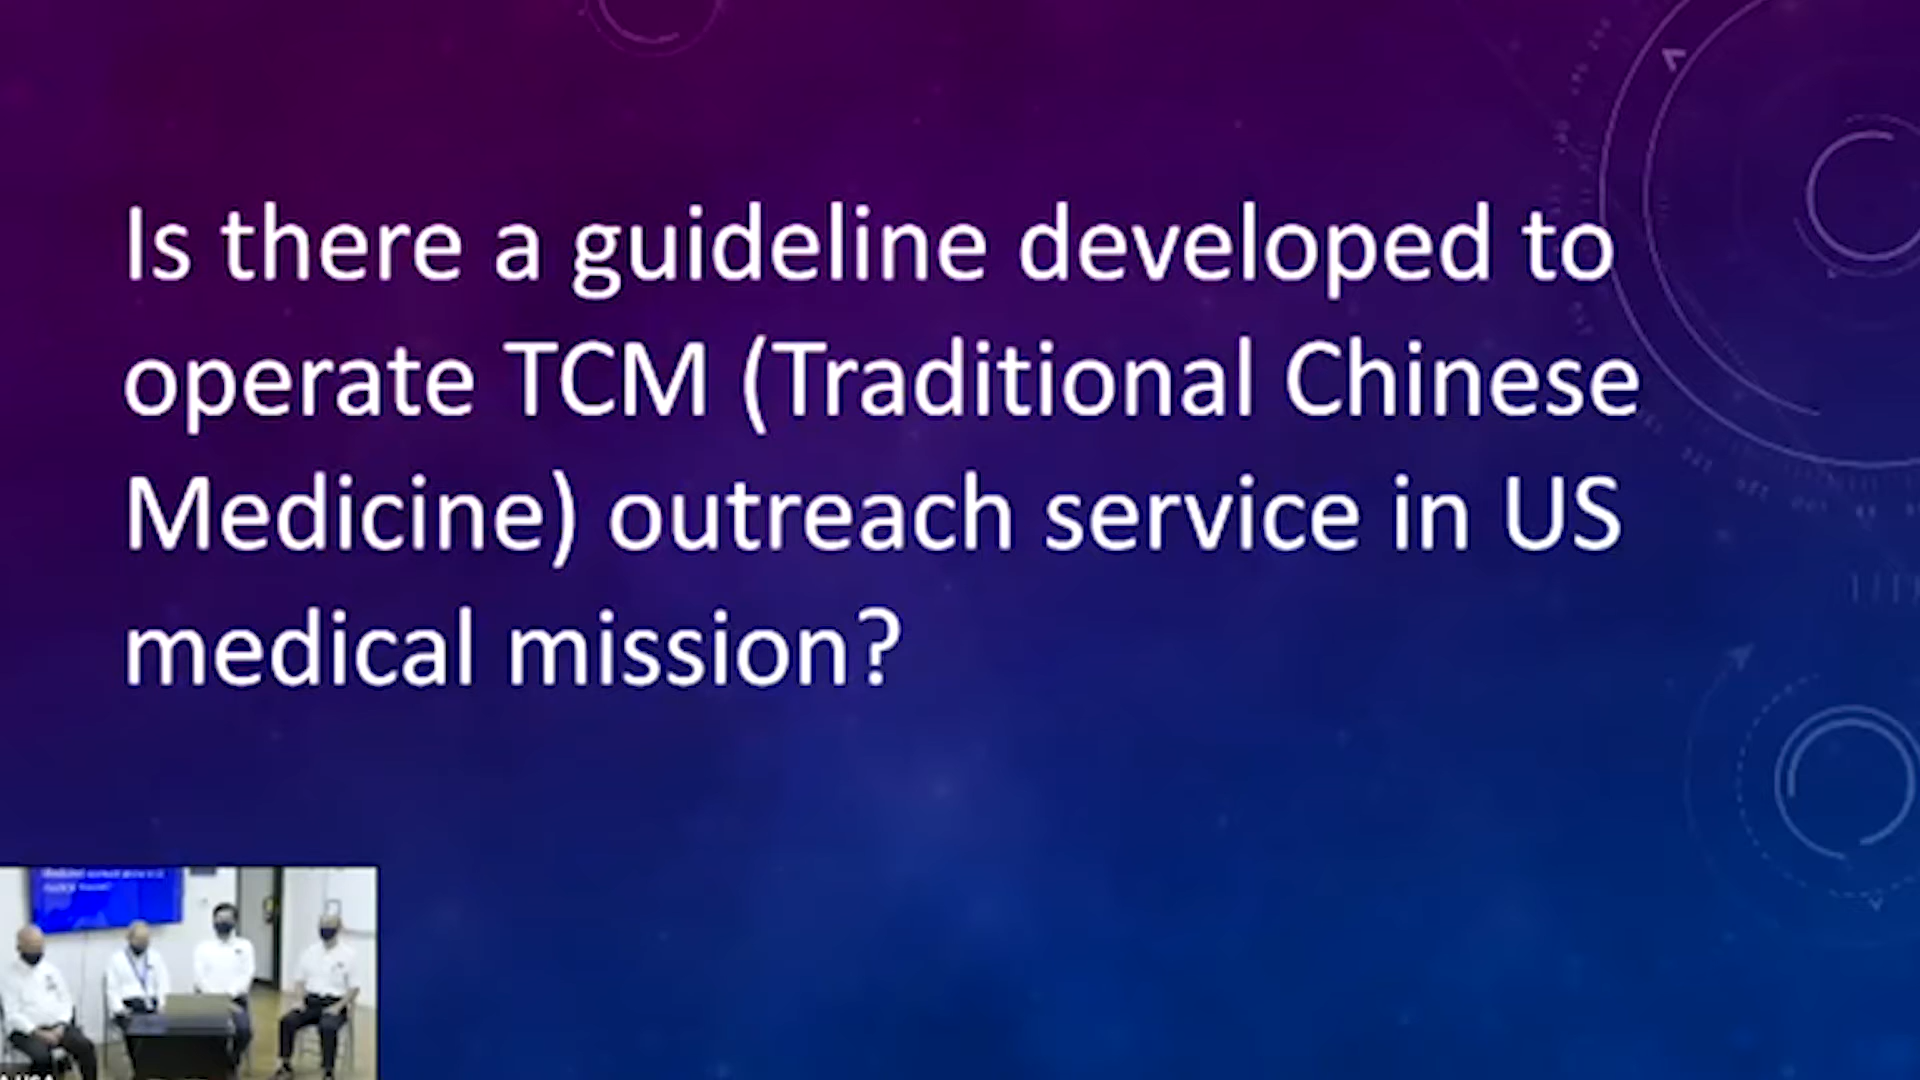 Is there a guideline developed to
operate TCM (Traditional Chinese
Medicine) outreach service in US
medical mission?